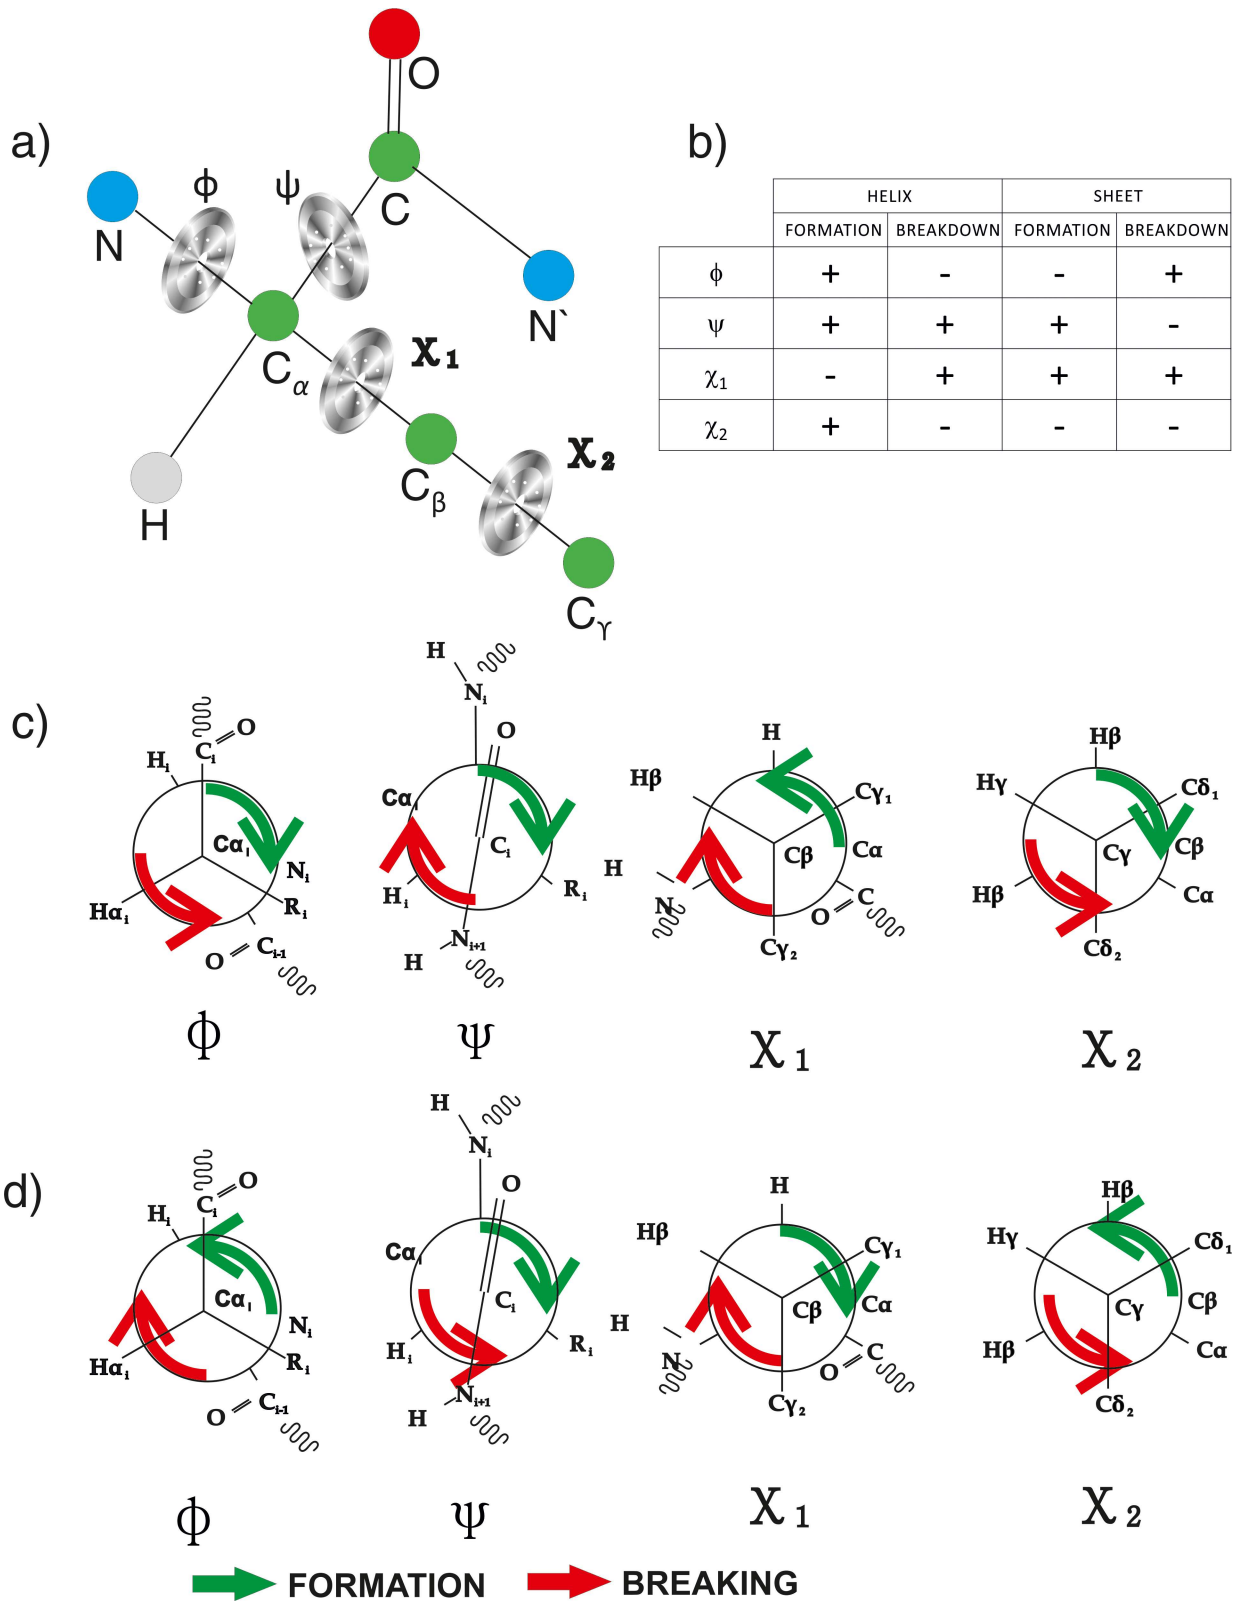 a)
O
C
ϕ
ψ
N
N`
Cα
χ1
H
Cβ
χ2
Cγ
b)
HELIX SHEET
FORMATION BREAKDOWN FORMATION BREAKDOWN
ϕ + - - +
ψ + + + -
χ1 - + + +
χ2 + - - -
c)
O
Ci
Hi
Cαi
Ni
Ri
Hαi
O
Ci-1
ϕ
H
Ni
O
Cαi
Ci
Hi
Ri
Ni+1
H
Ψ
H
Hβ
Cγ1
Cβ
Cα
H
N
C
O
Cγ2
χ1
Hβ
Hγ
Cδ1
Cγ
Cβ
Hβ
Cα
Cδ2
χ2
d)
O
Ci
Hi
Cαi
Ni
Ri
Hαi
O
Ci-1
ϕ
H
Ni
O
Cαi
Ci
Hi
Ri
Ni+1
H
Ψ
H
Hβ
Cγ1
Cβ
Cα
H
N
C
O
Cγ2
χ1
Hβ
Hγ
Cδ1
Cγ
Cβ
Hβ
Cα
Cδ2
χ2
FORMATION BREAKING